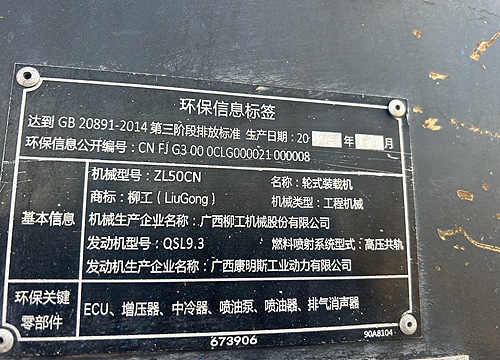 环保信息标签
达到 GB 20891-2014 第三阶段排放标准 生产日期: 20 年 月
环保信息公开编号: CN FJ G3 00 0CLG000021 000008
基本信息
机械型号: ZL50CN 名称: 轮式装载机
商标: 柳工 (LiuGong) 机械类型: 工程机械
机械生产企业名称: 广西柳工机械股份有限公司
发动机型号: QSL9.3 燃料喷射系统型式: 高压共轨
发动机生产企业名称: 广西康明斯工业动力有限公司
环保关键
零部件
ECU、增压器、中冷器、喷油泵、喷油器、排气消声器
673906
90A8104